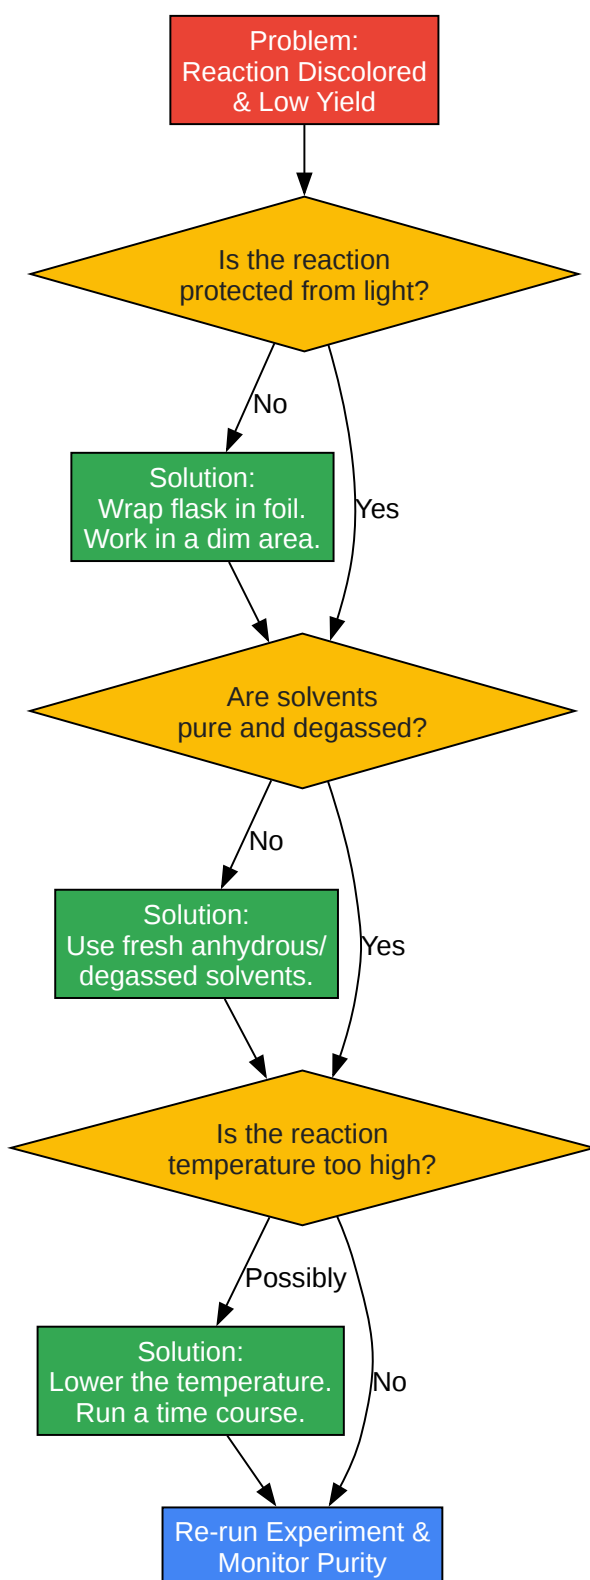 Problem:
Reaction Discolored
& Low Yield
Is the reaction
protected from light?
No
Yes
Solution:
Wrap flask in foil.
Work in a dim area.
Are solvents
pure and degassed?
No
Yes
Solution:
Use fresh anhydrous/
degassed solvents.
Is the reaction
temperature too high?
Possibly
No
Solution:
Lower the temperature.
Run a time course.
Re-run Experiment &
Monitor Purity